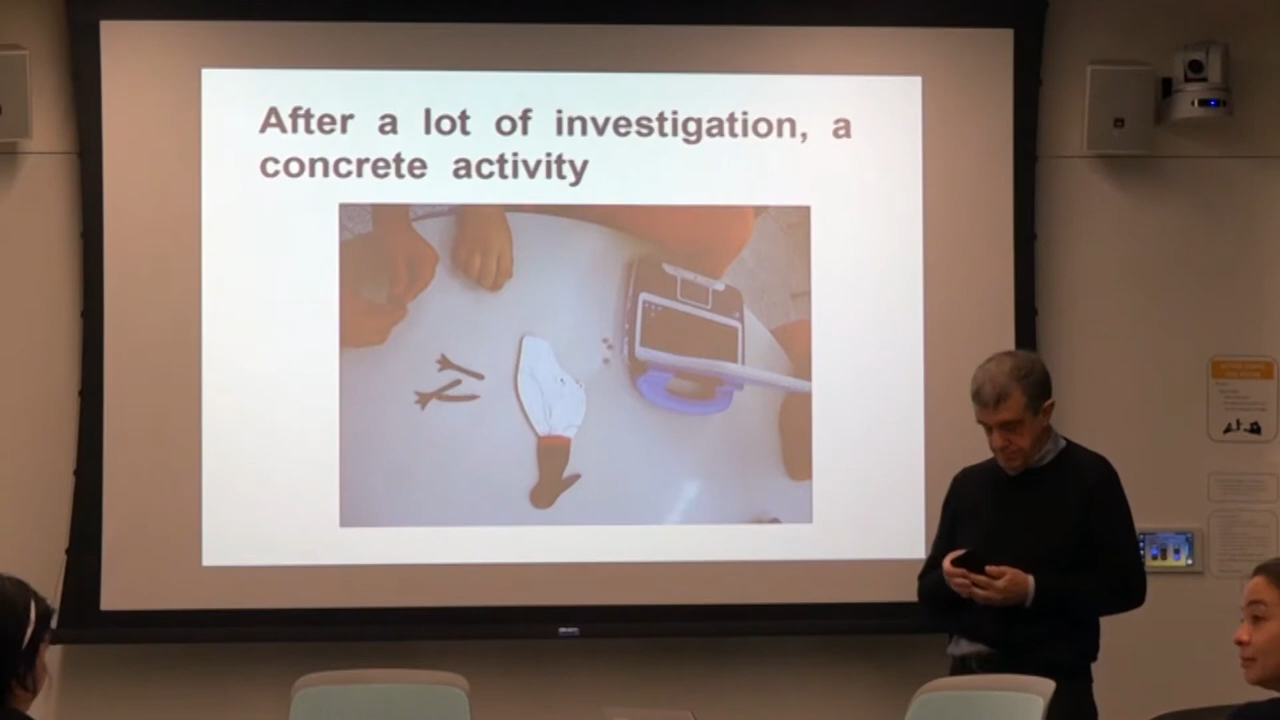 After a lot of investigation, a
concrete activity